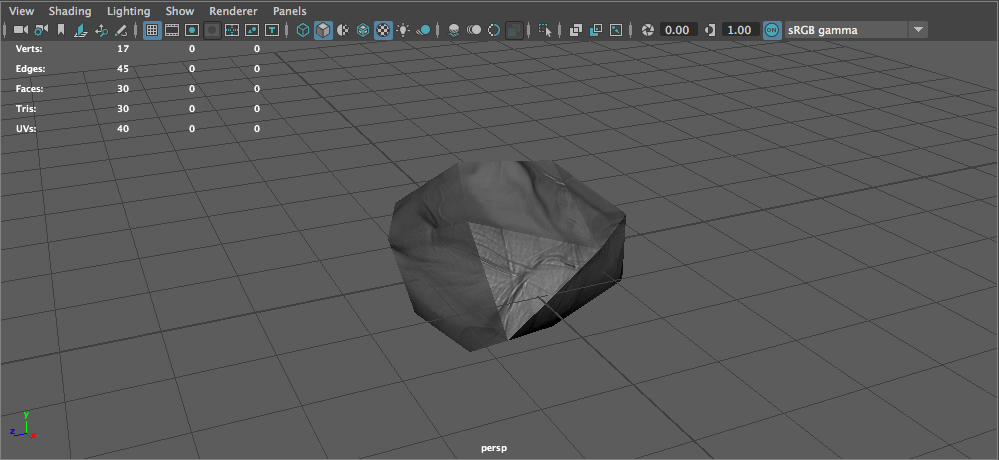 View Shading Lighting Show Renderer Panels
0.00 1.00 ON sRGB gamma
Verts: 17 0 0
Edges: 45 0 0
Faces: 30 0 0
Tris: 30 0 0
UVs: 40 0 0
y
z x
persp